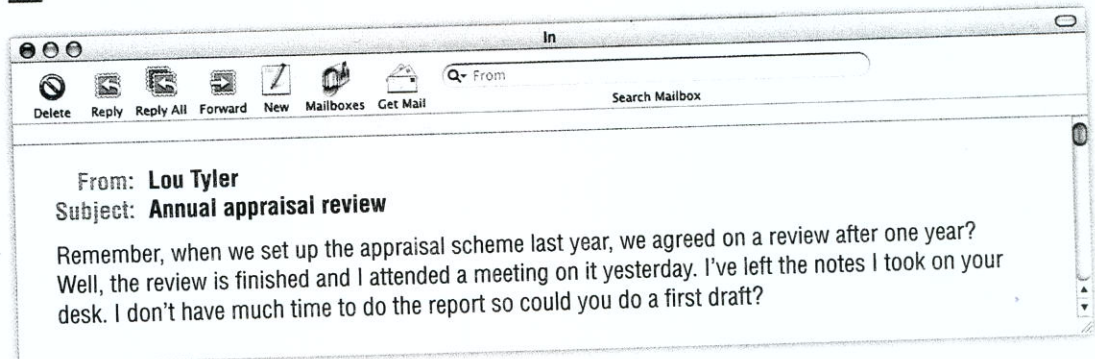 In
Delete Reply Reply All Forward New Mailboxes Get Mail
From
Search Mailbox
From: Lou Tyler
Subject: Annual appraisal review
Remember, when we set up the appraisal scheme last year, we agreed on a review after one year?
Well, the review is finished and I attended a meeting on it yesterday. I've left the notes I took on your
desk. I don't have much time to do the report so could you do a first draft?